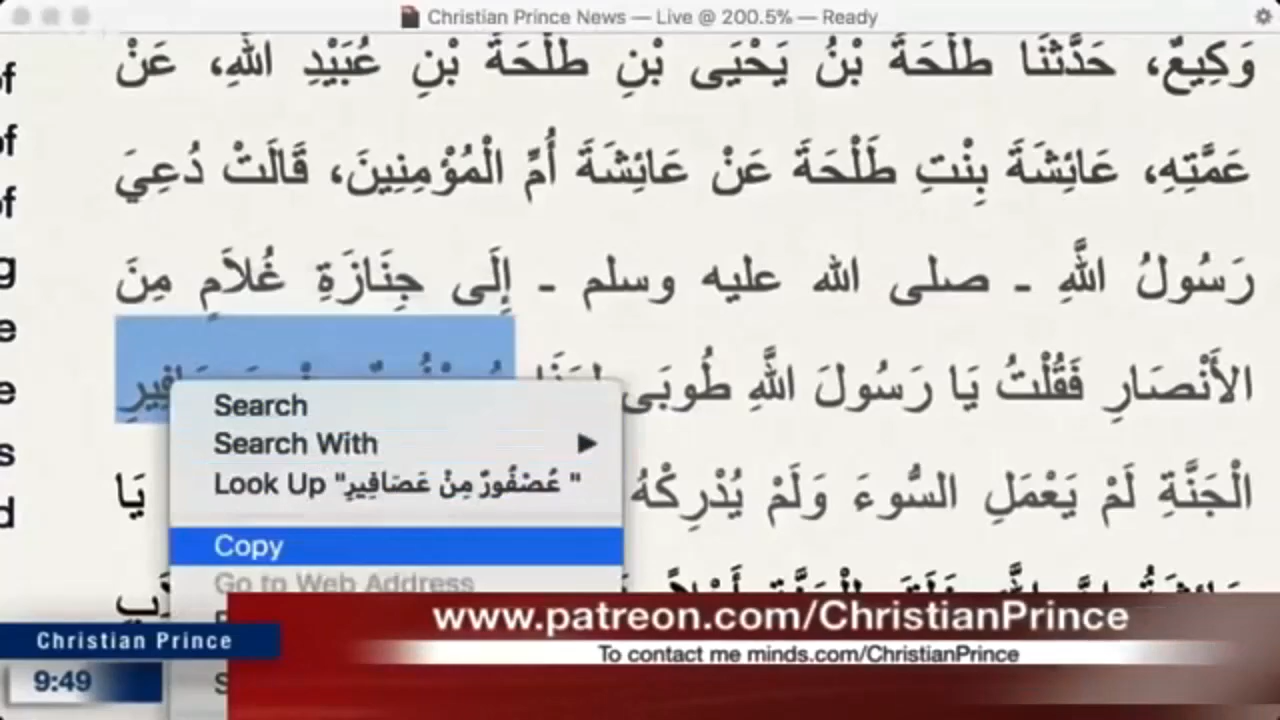 Christian Prince News — Live @ 200.5% — Ready
of
وَكِيعٌ، حَدَّثَنَا طَلْحَةُ بْنُ يَحْيَى بْنِ طَلْحَةَ بْنِ عُبَيْدِ اللَّهِ، عَنْ
of
عَمَّتِهِ، عَائِشَةَ بِنْتِ طَلْحَةَ عَنْ عَائِشَةَ أُمِّ الْمُؤْمِنِينَ، قَالَتْ دُعِيَ
of
رَسُولُ اللَّهِ ـ صلى الله عليه وسلم ـ إِلَى جِنَازَةِ غُلاَمٍ مِنَ
g
e
الأَنْصَارِ فَقُلْتُ يَا رَسُولَ اللَّهِ طُوبَى
e
الْجَنَّةِ لَمْ يَعْمَلِ السُّوءَ وَلَمْ يُدْرِكْهُ يَا
s
d
Search
Search With
Look Up "عُصْفُورٌ مِنْ عَصَافِيرِ "
Copy
Go to Web Address
www.patreon.com/ChristianPrince
To contact me minds.com/ChristianPrince
Christian Prince
9:49